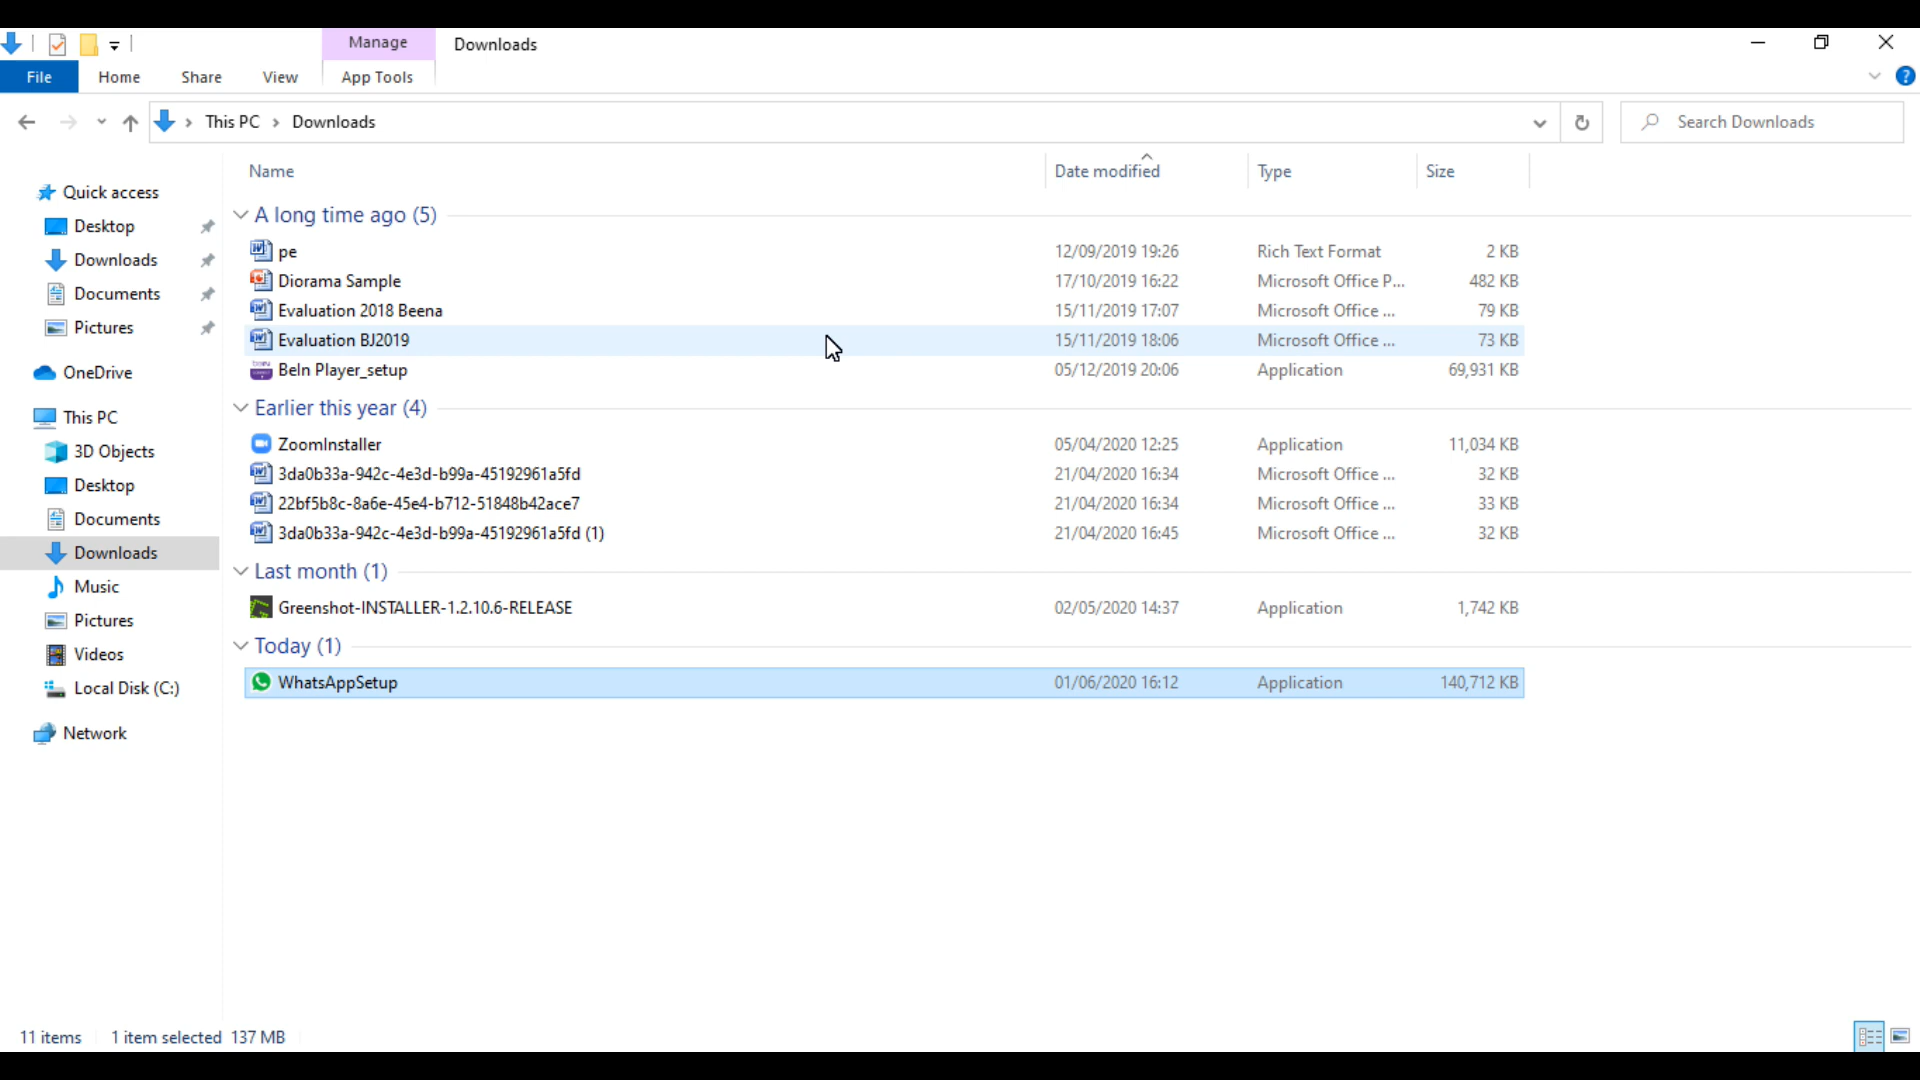 Manage Downloads
File Home Share View App Tools
This PC > Downloads Search Downloads
Name Date modified Type Size
Quick access
Desktop
Downloads
Documents
Pictures
OneDrive
This PC
3D Objects
Desktop
Documents
Downloads
Music
Pictures
Videos
Local Disk (C:)
Network
A long time ago (5)
pe 12/09/2019 19:26 Rich Text Format 2 KB
Diorama Sample 17/10/2019 16:22 Microsoft Office P... 482 KB
Evaluation 2018 Beena 15/11/2019 17:07 Microsoft Office ... 79 KB
Evaluation BJ2019 15/11/2019 18:06 Microsoft Office ... 73 KB
BeIn Player_setup 05/12/2019 20:06 Application 69,931 KB
Earlier this year (4)
ZoomInstaller 05/04/2020 12:25 Application 11,034 KB
3da0b33a-942c-4e3d-b99a-45192961a5fd 21/04/2020 16:34 Microsoft Office ... 32 KB
22bf5b8c-8a6e-45e4-b712-51848b42ace7 21/04/2020 16:34 Microsoft Office ... 33 KB
3da0b33a-942c-4e3d-b99a-45192961a5fd (1) 21/04/2020 16:45 Microsoft Office ... 32 KB
Last month (1)
Greenshot-INSTALLER-1.2.10.6-RELEASE 02/05/2020 14:37 Application 1,742 KB
Today (1)
WhatsAppSetup 01/06/2020 16:12 Application 140,712 KB
11 items 1 item selected 137 MB